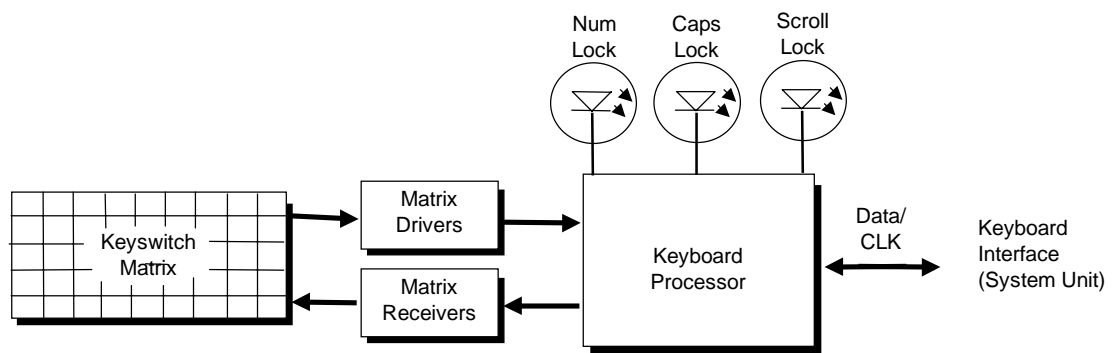 Num
Lock
Caps
Lock
Scroll
Lock
Keyswitch
Matrix
Matrix
Drivers
Matrix
Receivers
Keyboard
Processor
Data/
CLK
Keyboard
Interface
(System Unit)